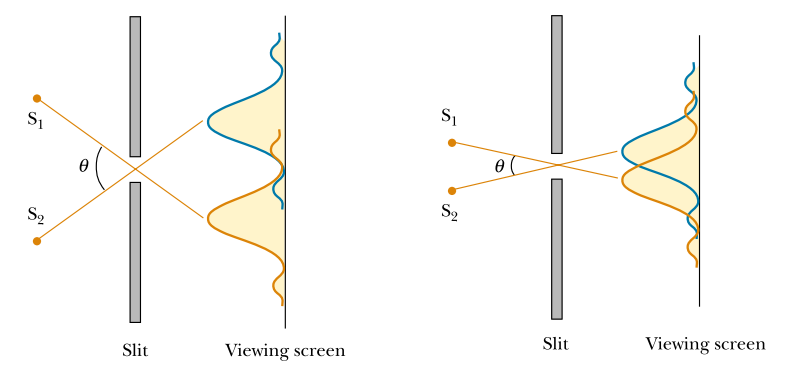 S1
θ
S2
Slit
Viewing screen
S1
θ
S2
Slit
Viewing screen